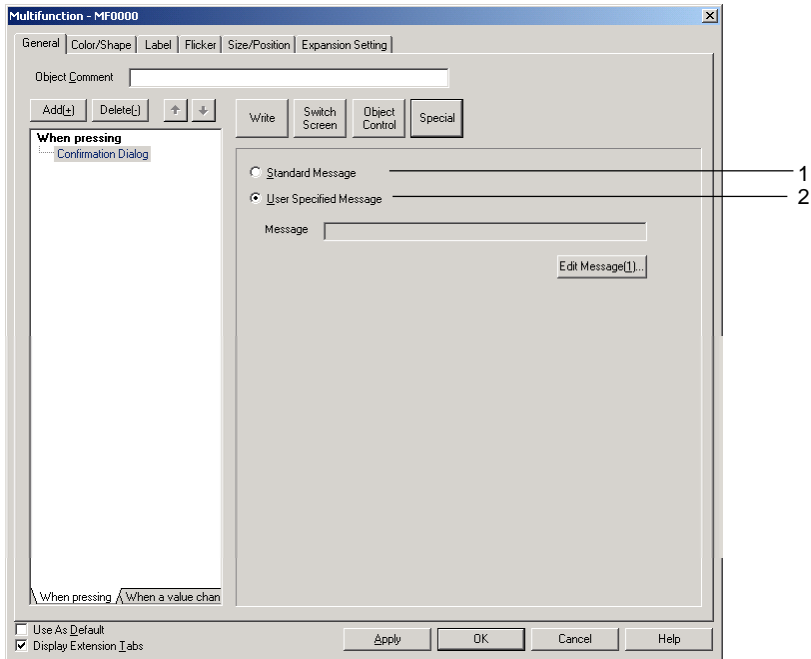 Multifunction - MF0000
General Color/Shape Label Flicker Size/Position Expansion Setting
Object Comment
Add(+) Delete(-)
Write
Switch
Screen
Object
Control
Special
When pressing
Confirmation Dialog
Standard Message
1
User Specified Message
2
Message
Edit Message(1)...
When pressing When a value chan
Use As Default
Display Extension Tabs
Apply OK Cancel Help